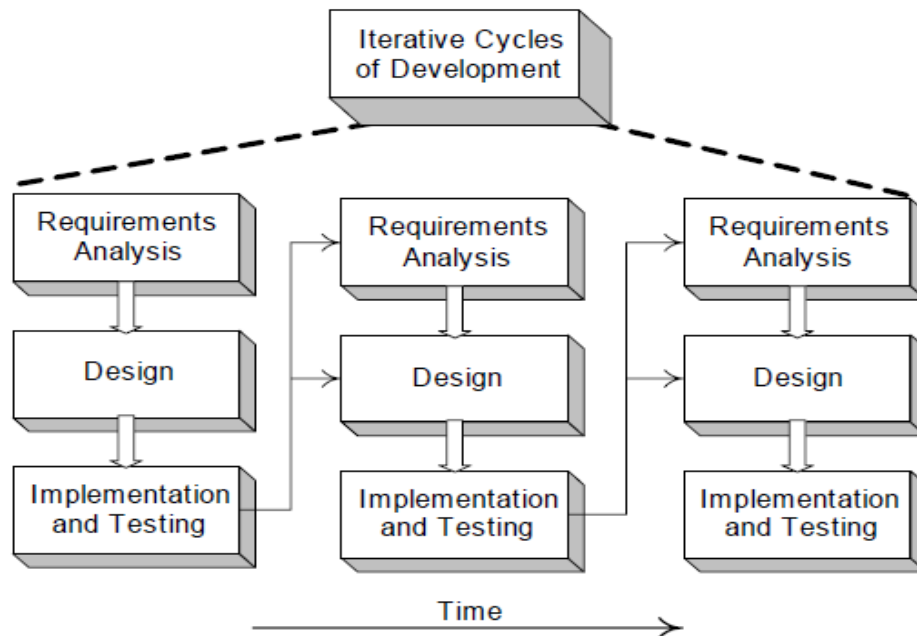 Iterative Cycles
of Development
Requirements
Analysis
Design
Implementation
and Testing
Requirements
Analysis
Design
Implementation
and Testing
Requirements
Analysis
Design
Implementation
and Testing
Time